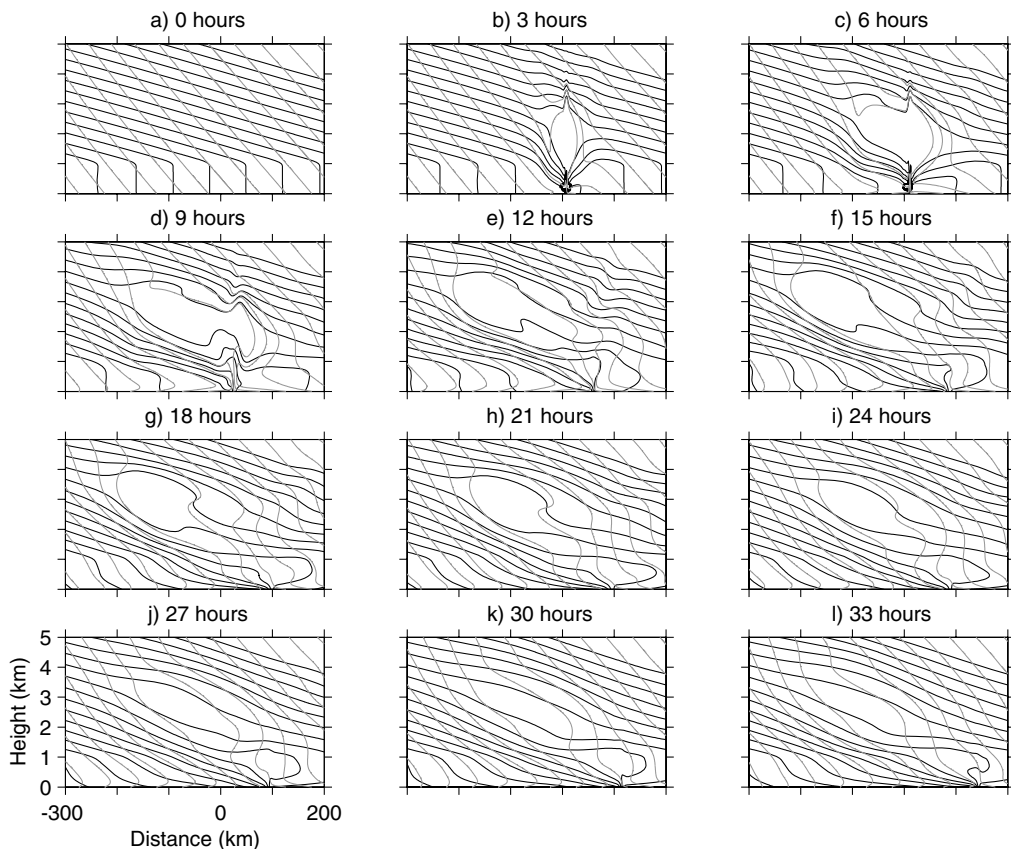 a) 0 hours
b) 3 hours
c) 6 hours
d) 9 hours
e) 12 hours
f) 15 hours
g) 18 hours
h) 21 hours
i) 24 hours
j) 27 hours
k) 30 hours
l) 33 hours
5
4
3
2
1
0
Height (km)
-300
0
200
Distance (km)